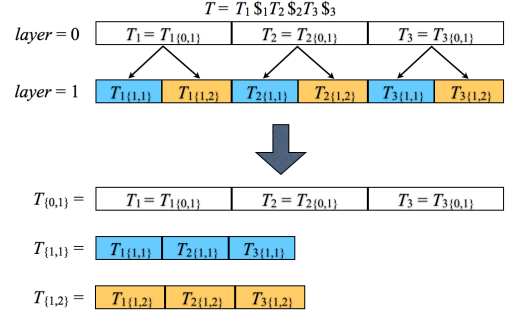 T = T₁ $₁T₂ $₂T₃ $₃
layer = 0 T₁ = T₁{₀,₁} T₂ = T₂{₀,₁} T₃ = T₃{₀,₁}
layer = 1 T₁{₁,₁} T₁{₁,₂} T₂{₁,₁} T₂{₁,₂} T₃{₁,₁} T₃{₁,₂}
T{₀,₁} = T₁ = T₁{₀,₁} T₂ = T₂{₀,₁} T₃ = T₃{₀,₁}
T{₁,₁} = T₁{₁,₁} T₂{₁,₁} T₃{₁,₁}
T{₁,₂} = T₁{₁,₂} T₂{₁,₂} T₃{₁,₂}